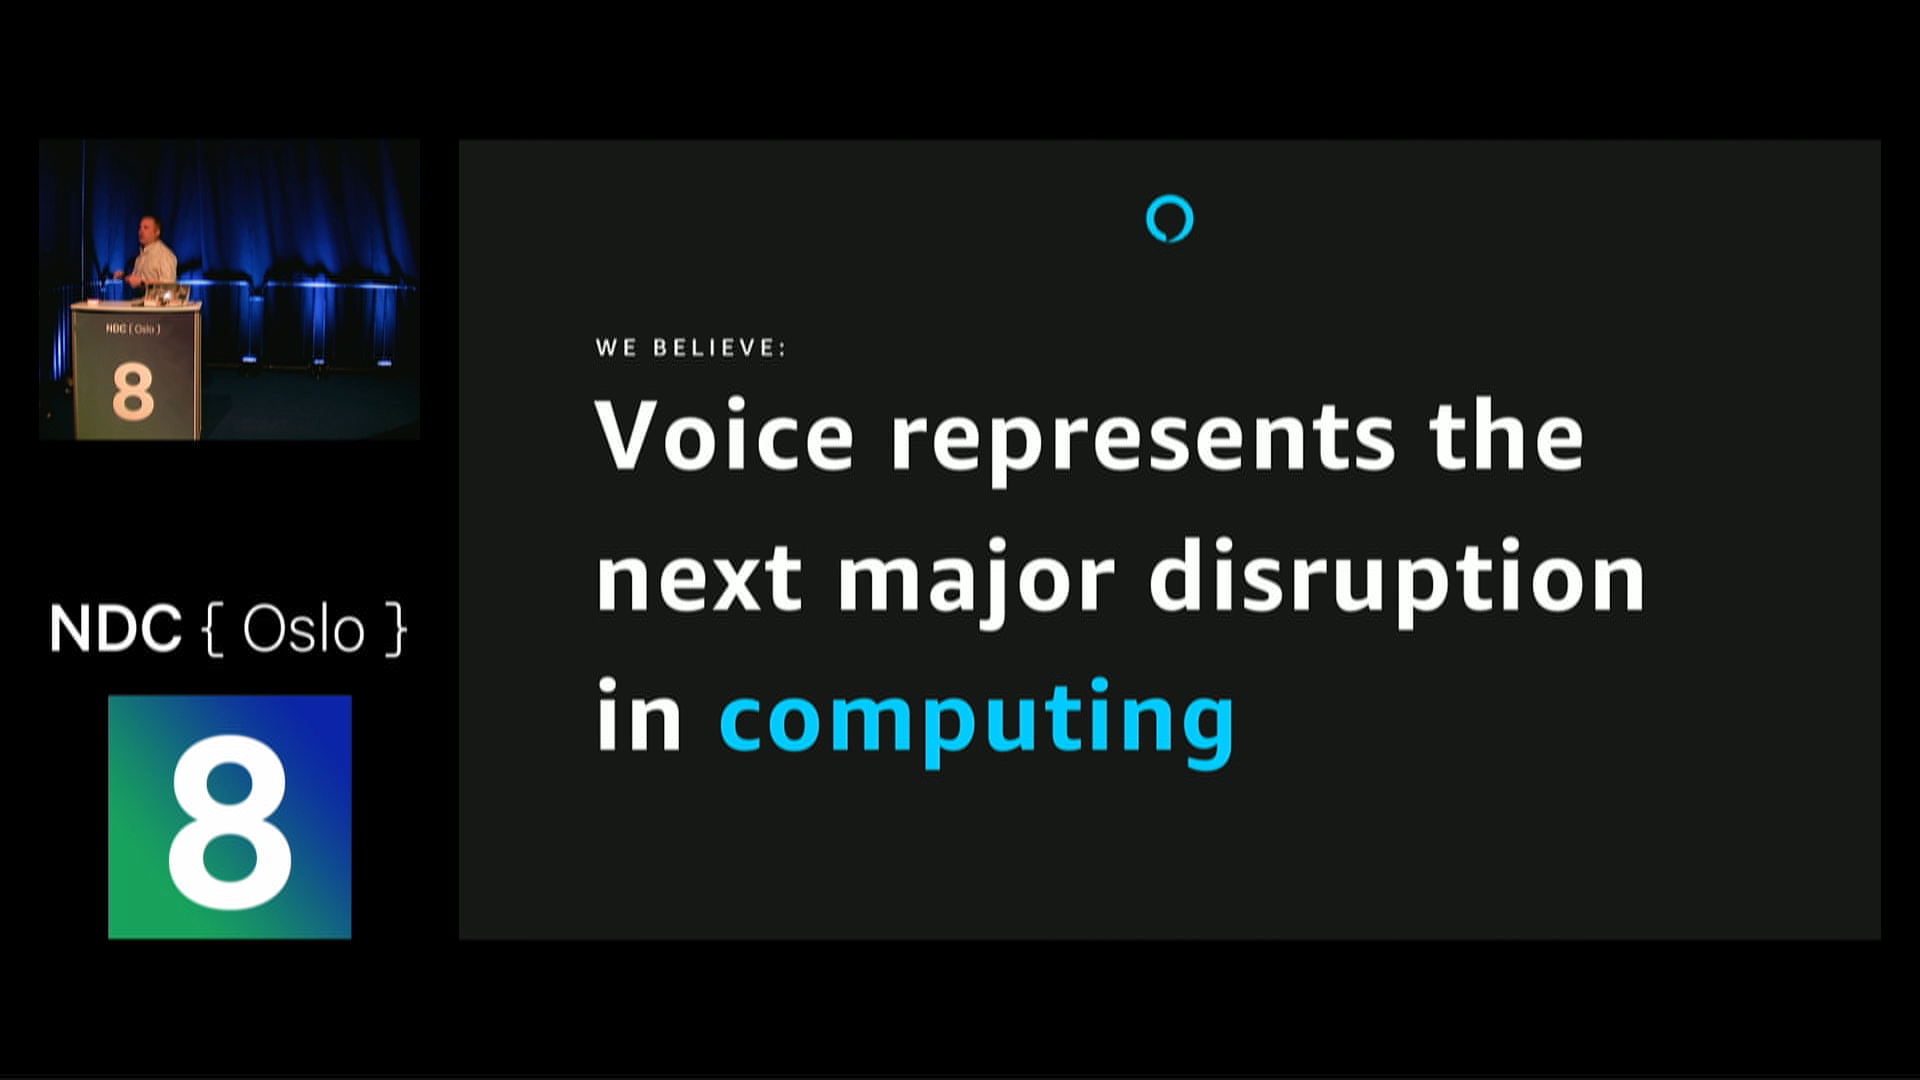 NDC { Oslo }
8
NDC { Oslo }
8
WE BELIEVE:
Voice represents the
next major disruption
in computing